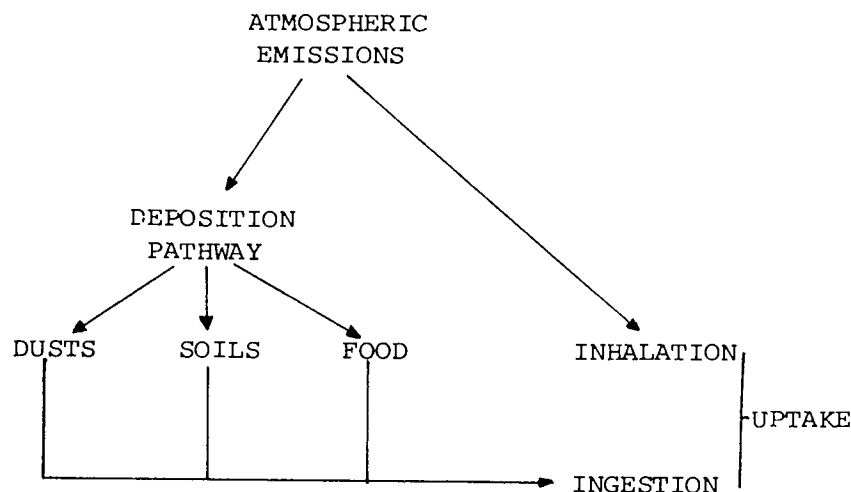 ATMOSPHERIC
EMISSIONS
DEPOSITION
PATHWAY
DUSTS SOILS FOOD INHALATION
UPTAKE
INGESTION